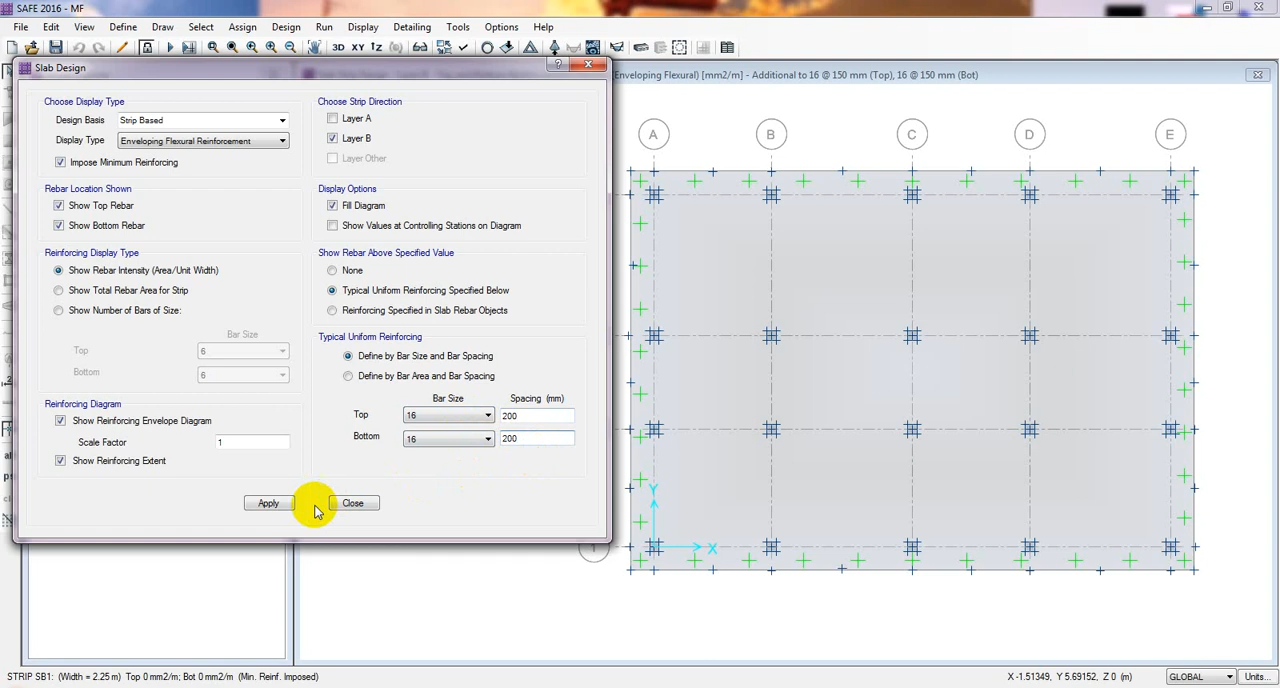 SAFE 2016 - MF
File Edit View Define Draw Select Assign Design Run Display Detailing Tools Options Help
3D XY
Slab Design
Enveloping Flexural) [mm2/m] - Additional to 16 @ 150 mm (Top), 16 @ 150 mm (Bot)
Choose Display Type
Design Basis Strip Based
Display Type Enveloping Flexural Reinforcement
Impose Minimum Reinforcing
Rebar Location Shown
Show Top Rebar
Show Bottom Rebar
Reinforcing Display Type
Show Rebar Intensity (Area/Unit Width)
Show Total Rebar Area for Strip
Show Number of Bars of Size:
Bar Size
Top 6
Bottom 6
Reinforcing Diagram
Show Reinforcing Envelope Diagram
Scale Factor 1
Show Reinforcing Extent
Choose Strip Direction
Layer A
Layer B
Layer Other
Display Options
Fill Diagram
Show Values at Controlling Stations on Diagram
Show Rebar Above Specified Value
None
Typical Uniform Reinforcing Specified Below
Reinforcing Specified in Slab Rebar Objects
Typical Uniform Reinforcing
Define by Bar Size and Bar Spacing
Define by Bar Area and Bar Spacing
Bar Size Spacing (mm)
Top 16 200
Bottom 16 200
Apply Close
A B C D E
Y
X
1
STRIP SB1: (Width = 2.25 m) Top 0 mm2/m; Bot 0 mm2/m (Min. Reinf. Imposed)
X -1.51349, Y 5.69152, Z 0 (m)
GLOBAL
Units...